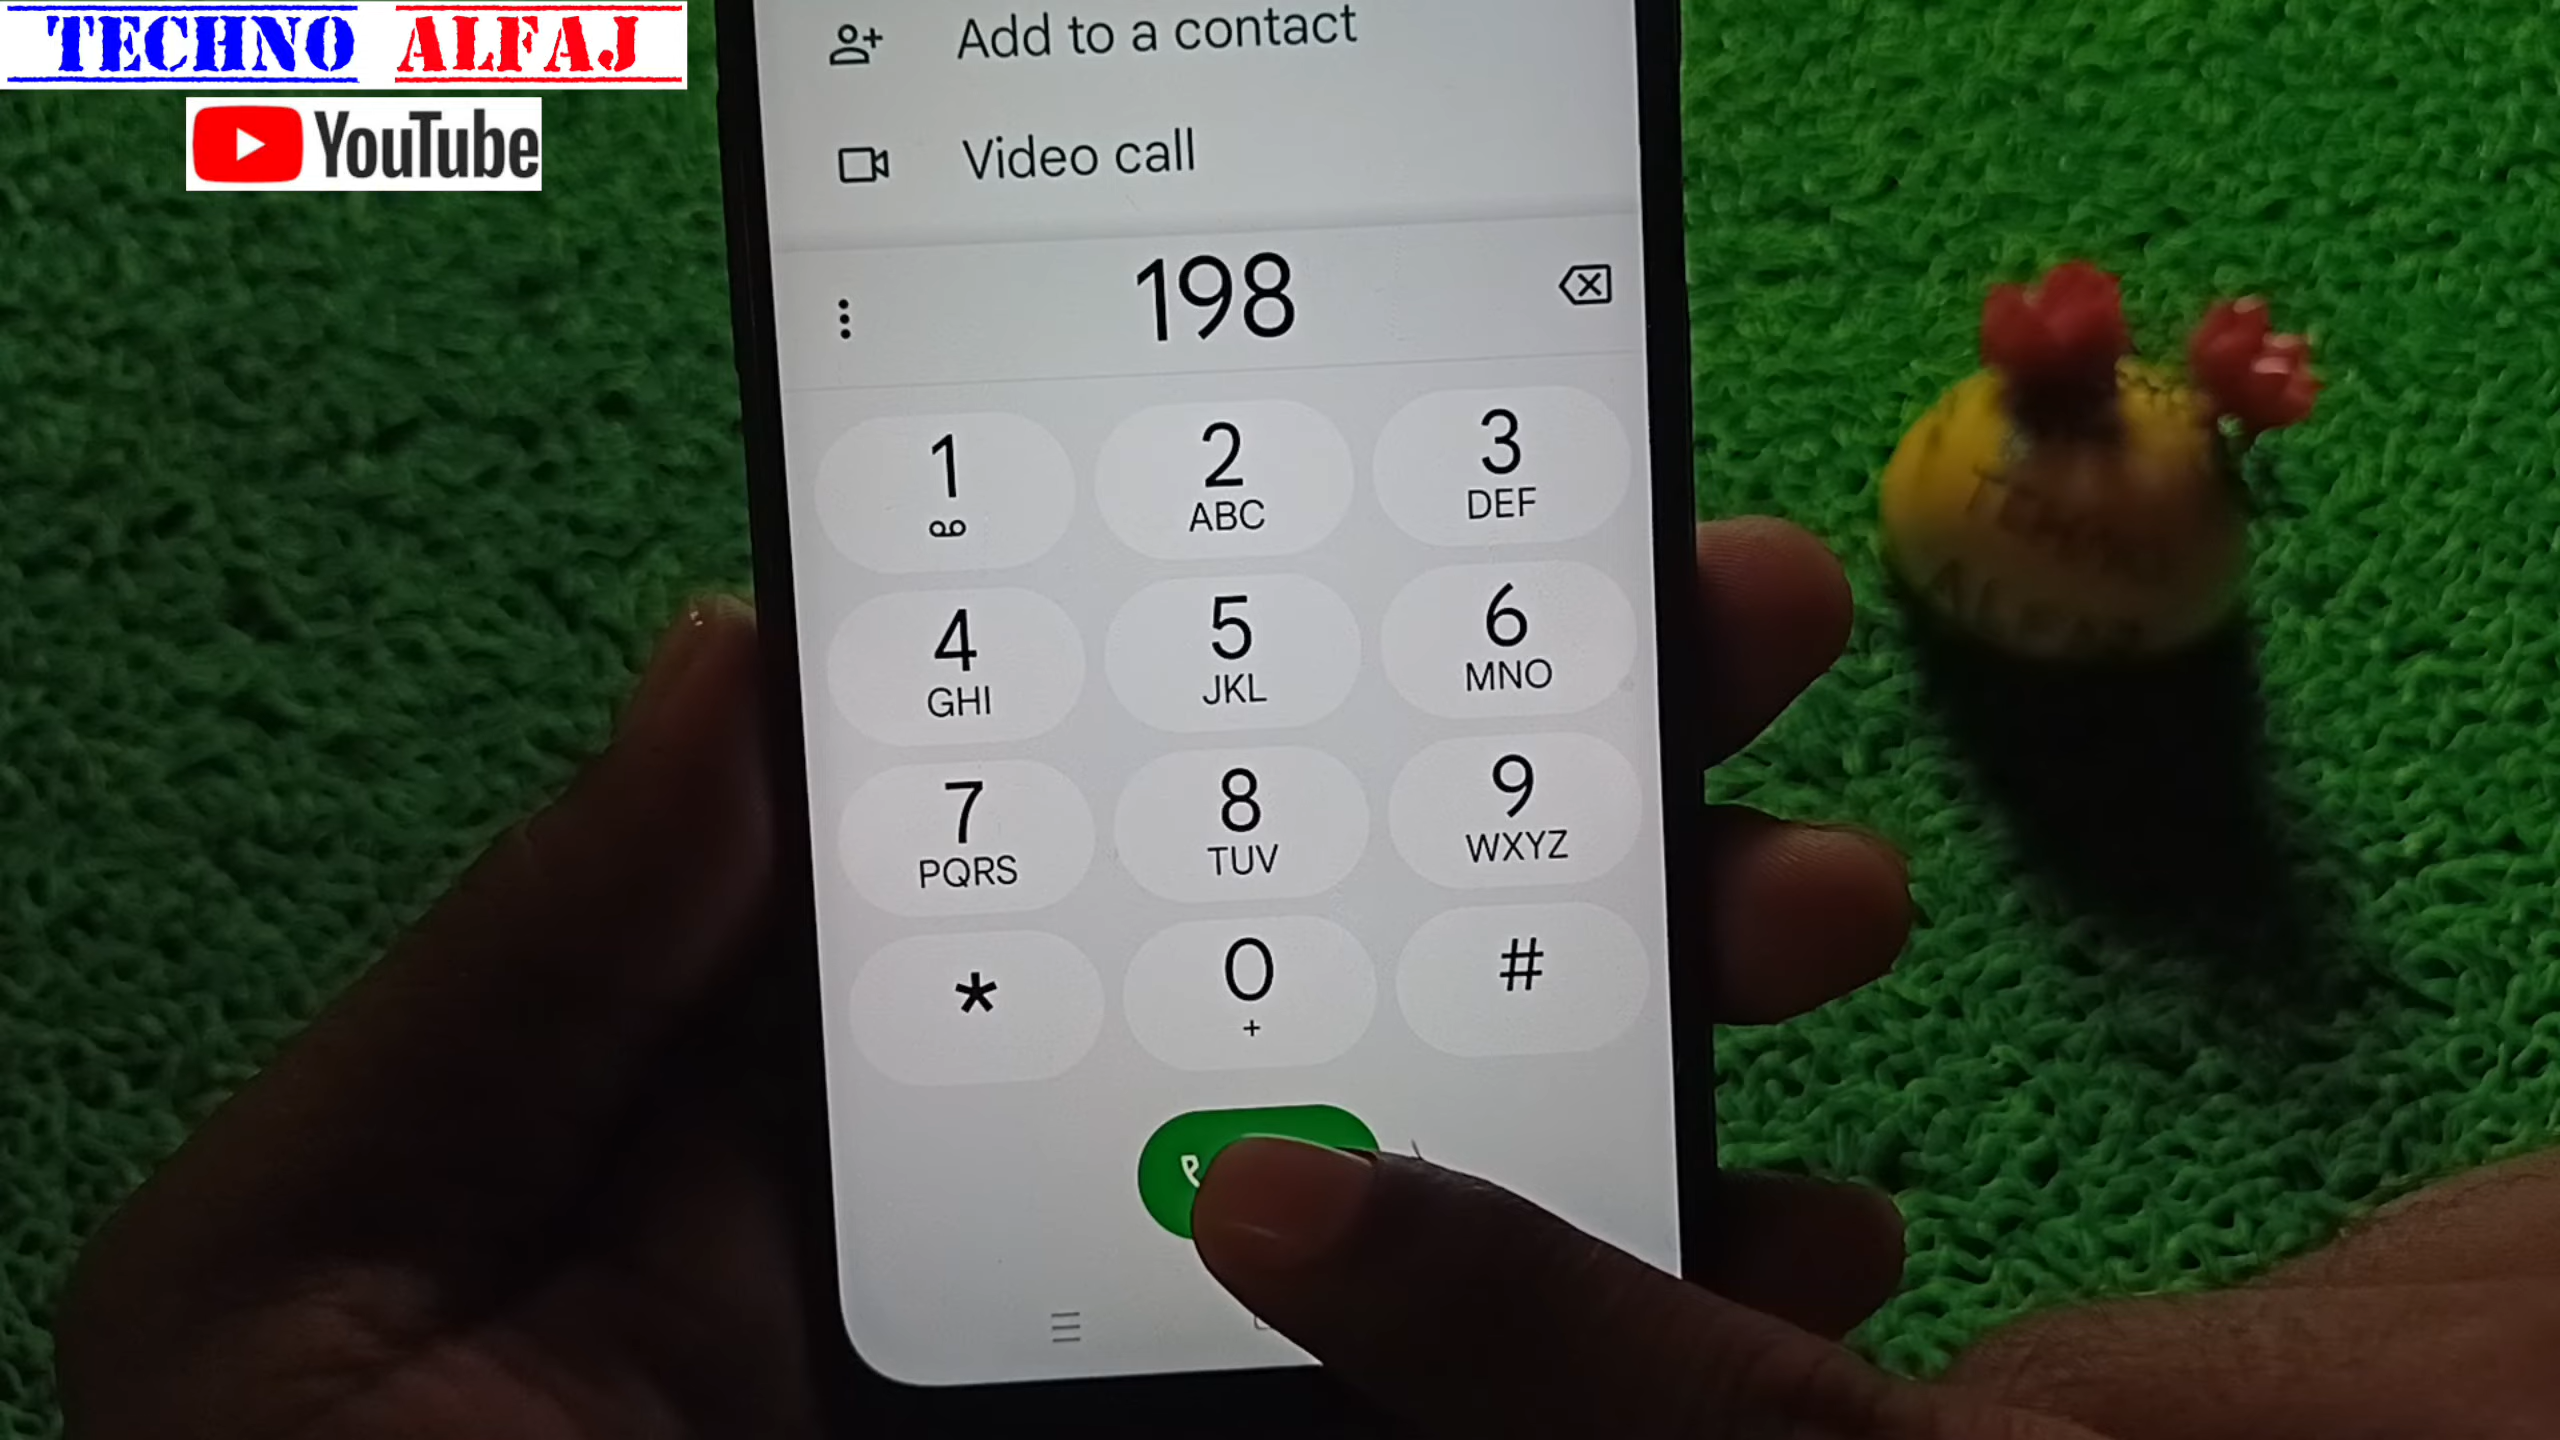 TECHNO ALFAJ
YouTube
Add to a contact
Video call
198
1
2
ABC
3
DEF
4
GHI
5
JKL
6
MNO
7
PQRS
8
TUV
9
WXYZ
*
0
+
#